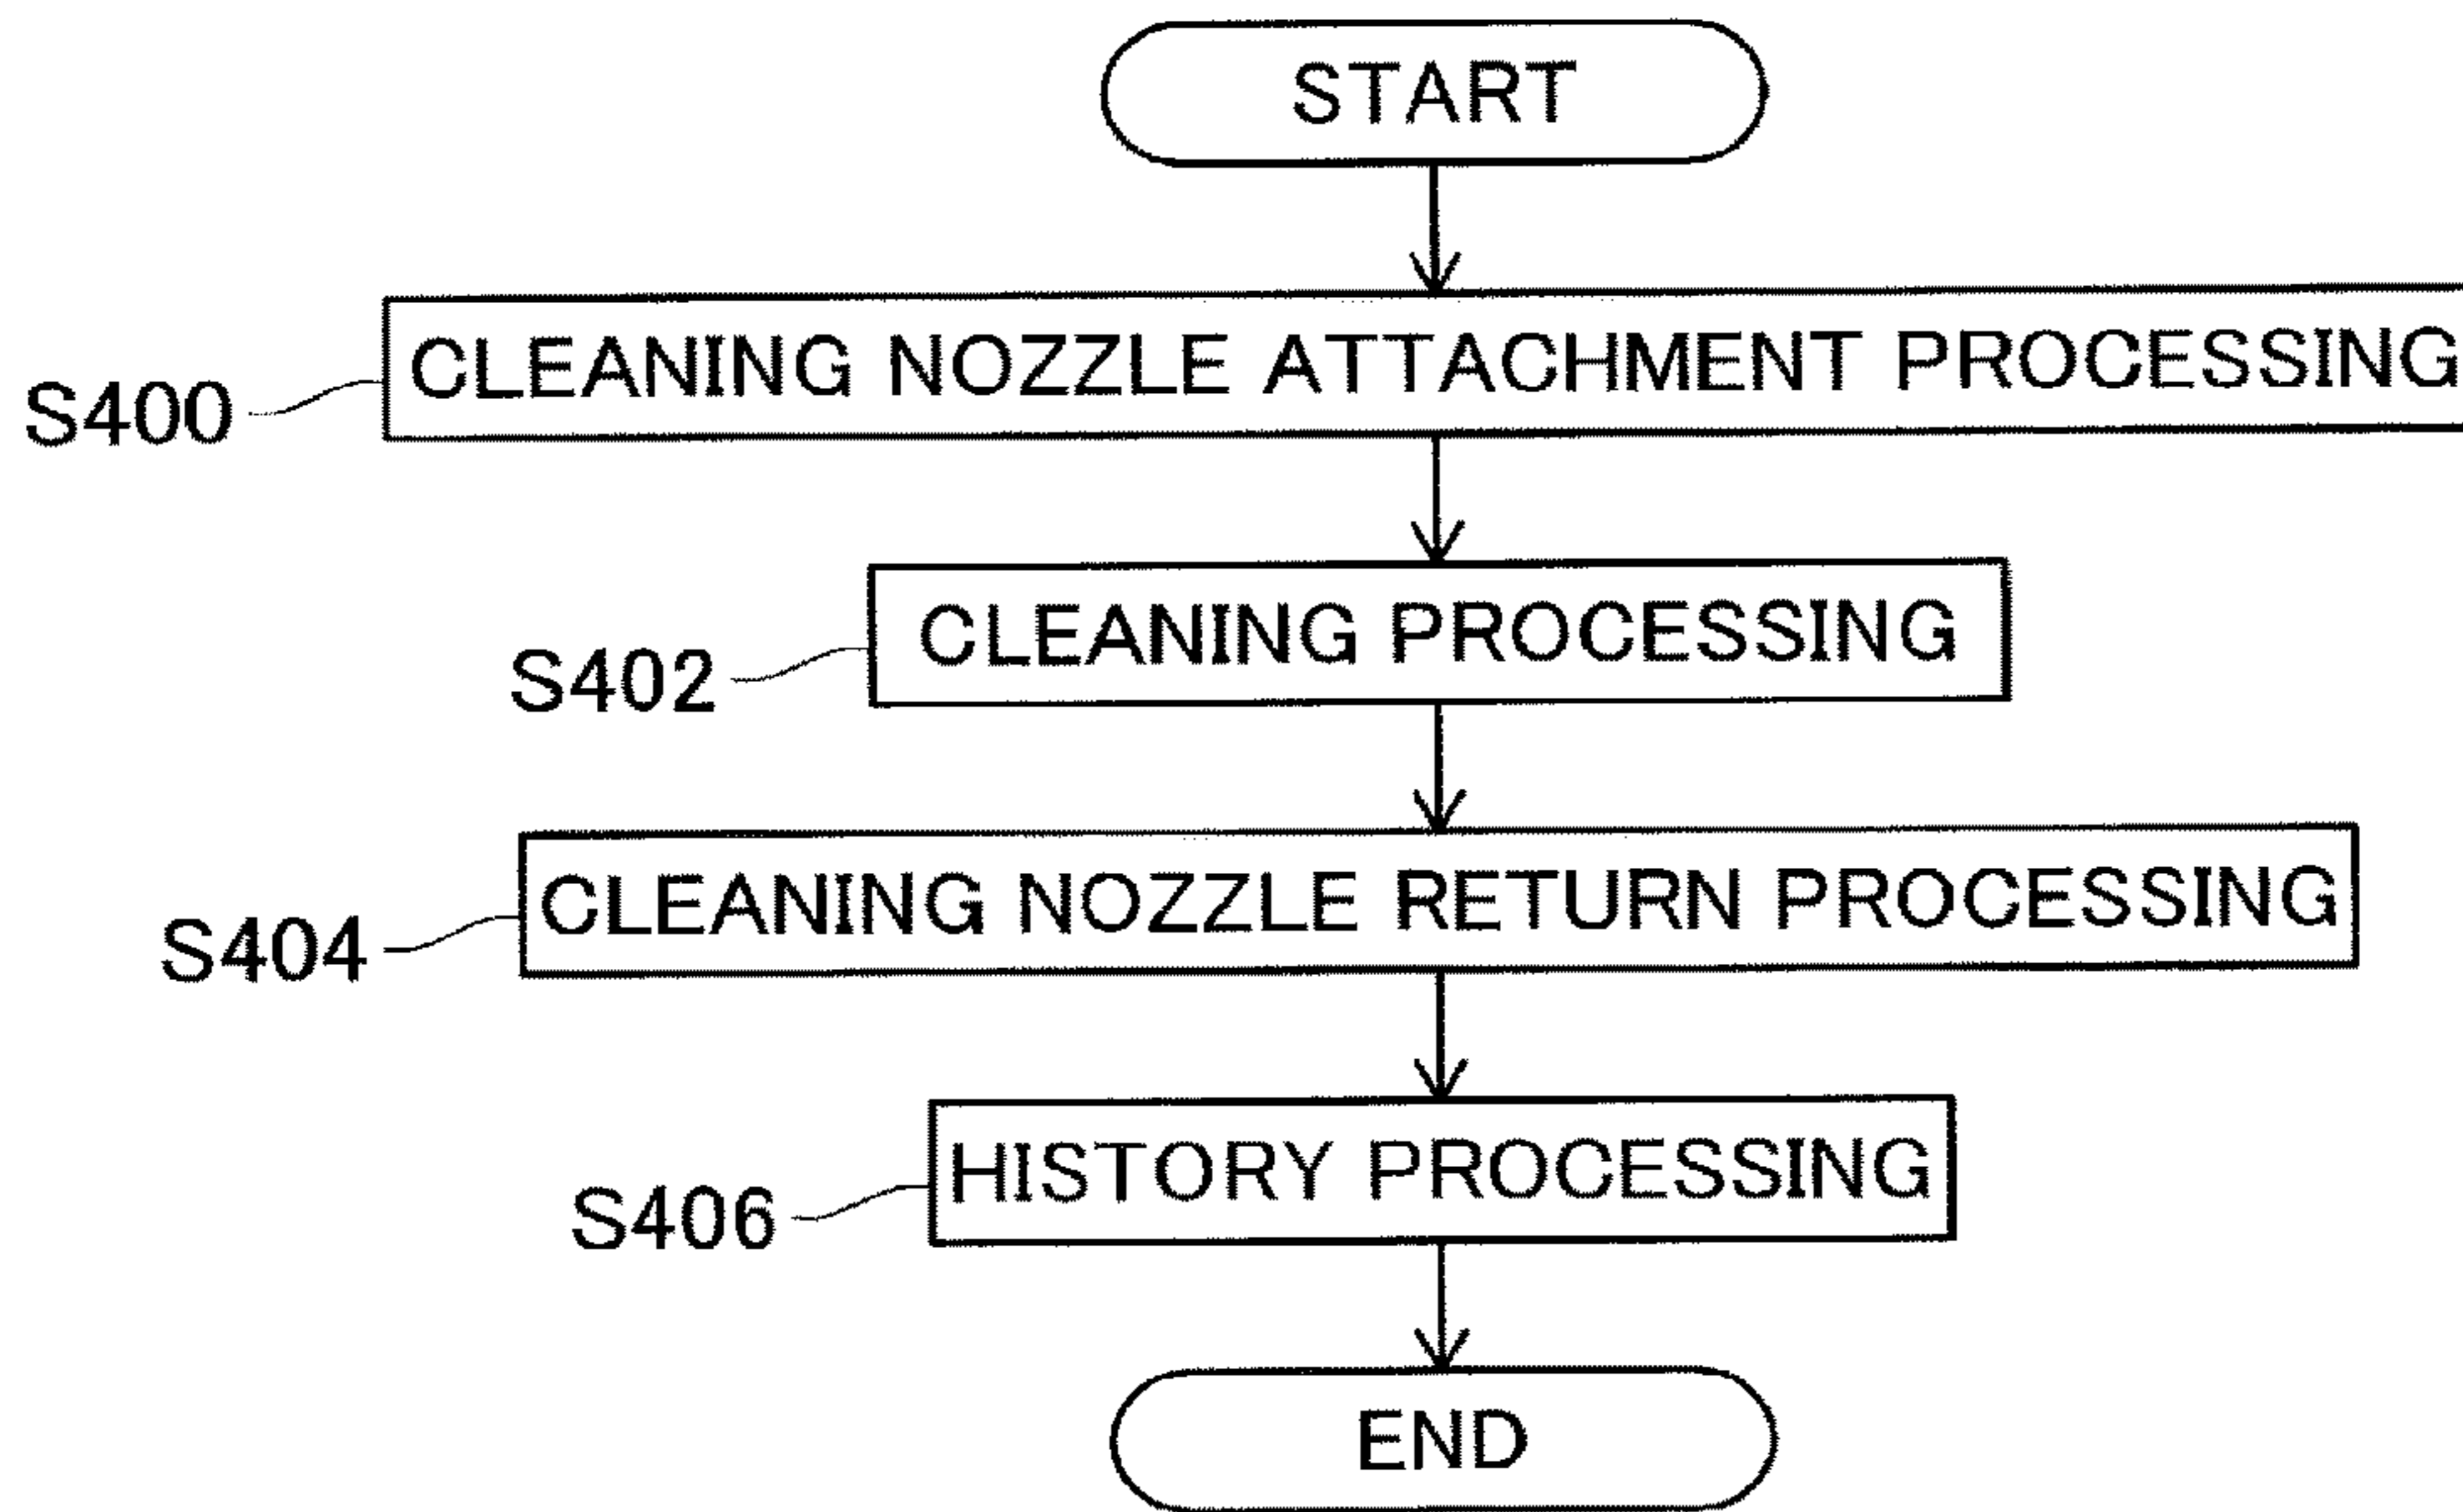 START
S400
CLEANING NOZZLE ATTACHMENT PROCESSING
S402
CLEANING PROCESSING
S404
CLEANING NOZZLE RETURN PROCESSING
S406
HISTORY PROCESSING
END